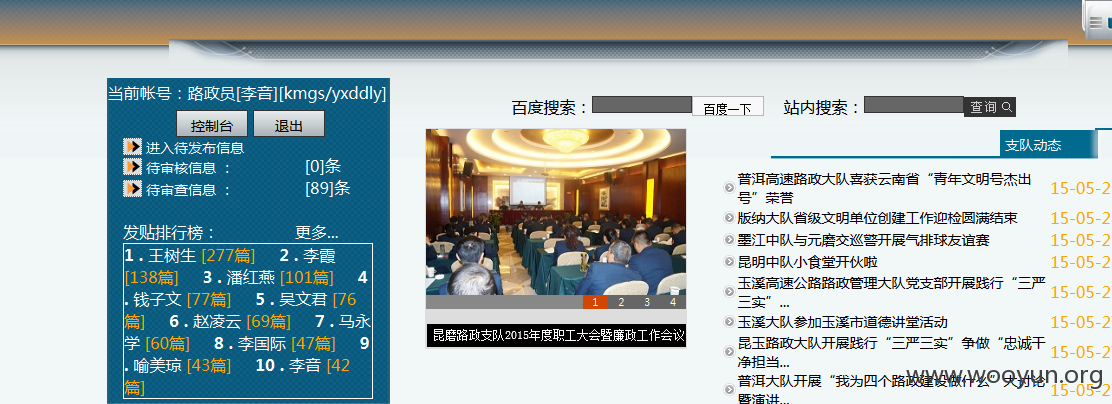 当前帐号：路政员[李音][kmgs/yxddly]
控制台 退出
进入待发布信息
待审核信息 ： [0]条
待审查信息 ： [89]条
发贴排行榜： 更多...
1 . 王树生 [277篇] 2 . 李霞
[138篇] 3 . 潘红燕 [101篇] 4
. 钱子文 [77篇] 5 . 吴文君 [76
篇] 6 . 赵凌云 [69篇] 7 . 马永
学 [60篇] 8 . 李国际 [47篇] 9
. 喻美琼 [43篇] 10 . 李音 [42
篇]
百度搜索： 百度一下 站内搜索： 查询
1 2 3 4
昆磨路政支队2015年度职工大会暨廉政工作会议
支队动态
普洱高速路政大队喜获云南省“青年文明号杰出 15-05-2
号”荣誉
版纳大队省级文明单位创建工作迎检圆满结束 15-05-2
墨江中队与元磨交巡警开展气排球友谊赛 15-05-2
昆明中队小食堂开伙啦 15-05-2
玉溪高速公路路政管理大队党支部开展践行“三严 15-05-2
三实”...
玉溪大队参加玉溪市道德讲堂活动 15-05-2
昆玉路政大队开展践行“三严三实”争做“忠诚干 15-05-2
净担当...
普洱大队开展“我为四个路政建设做什么”大讨论 15-05-2
暨演讲...
www.wooyun.org